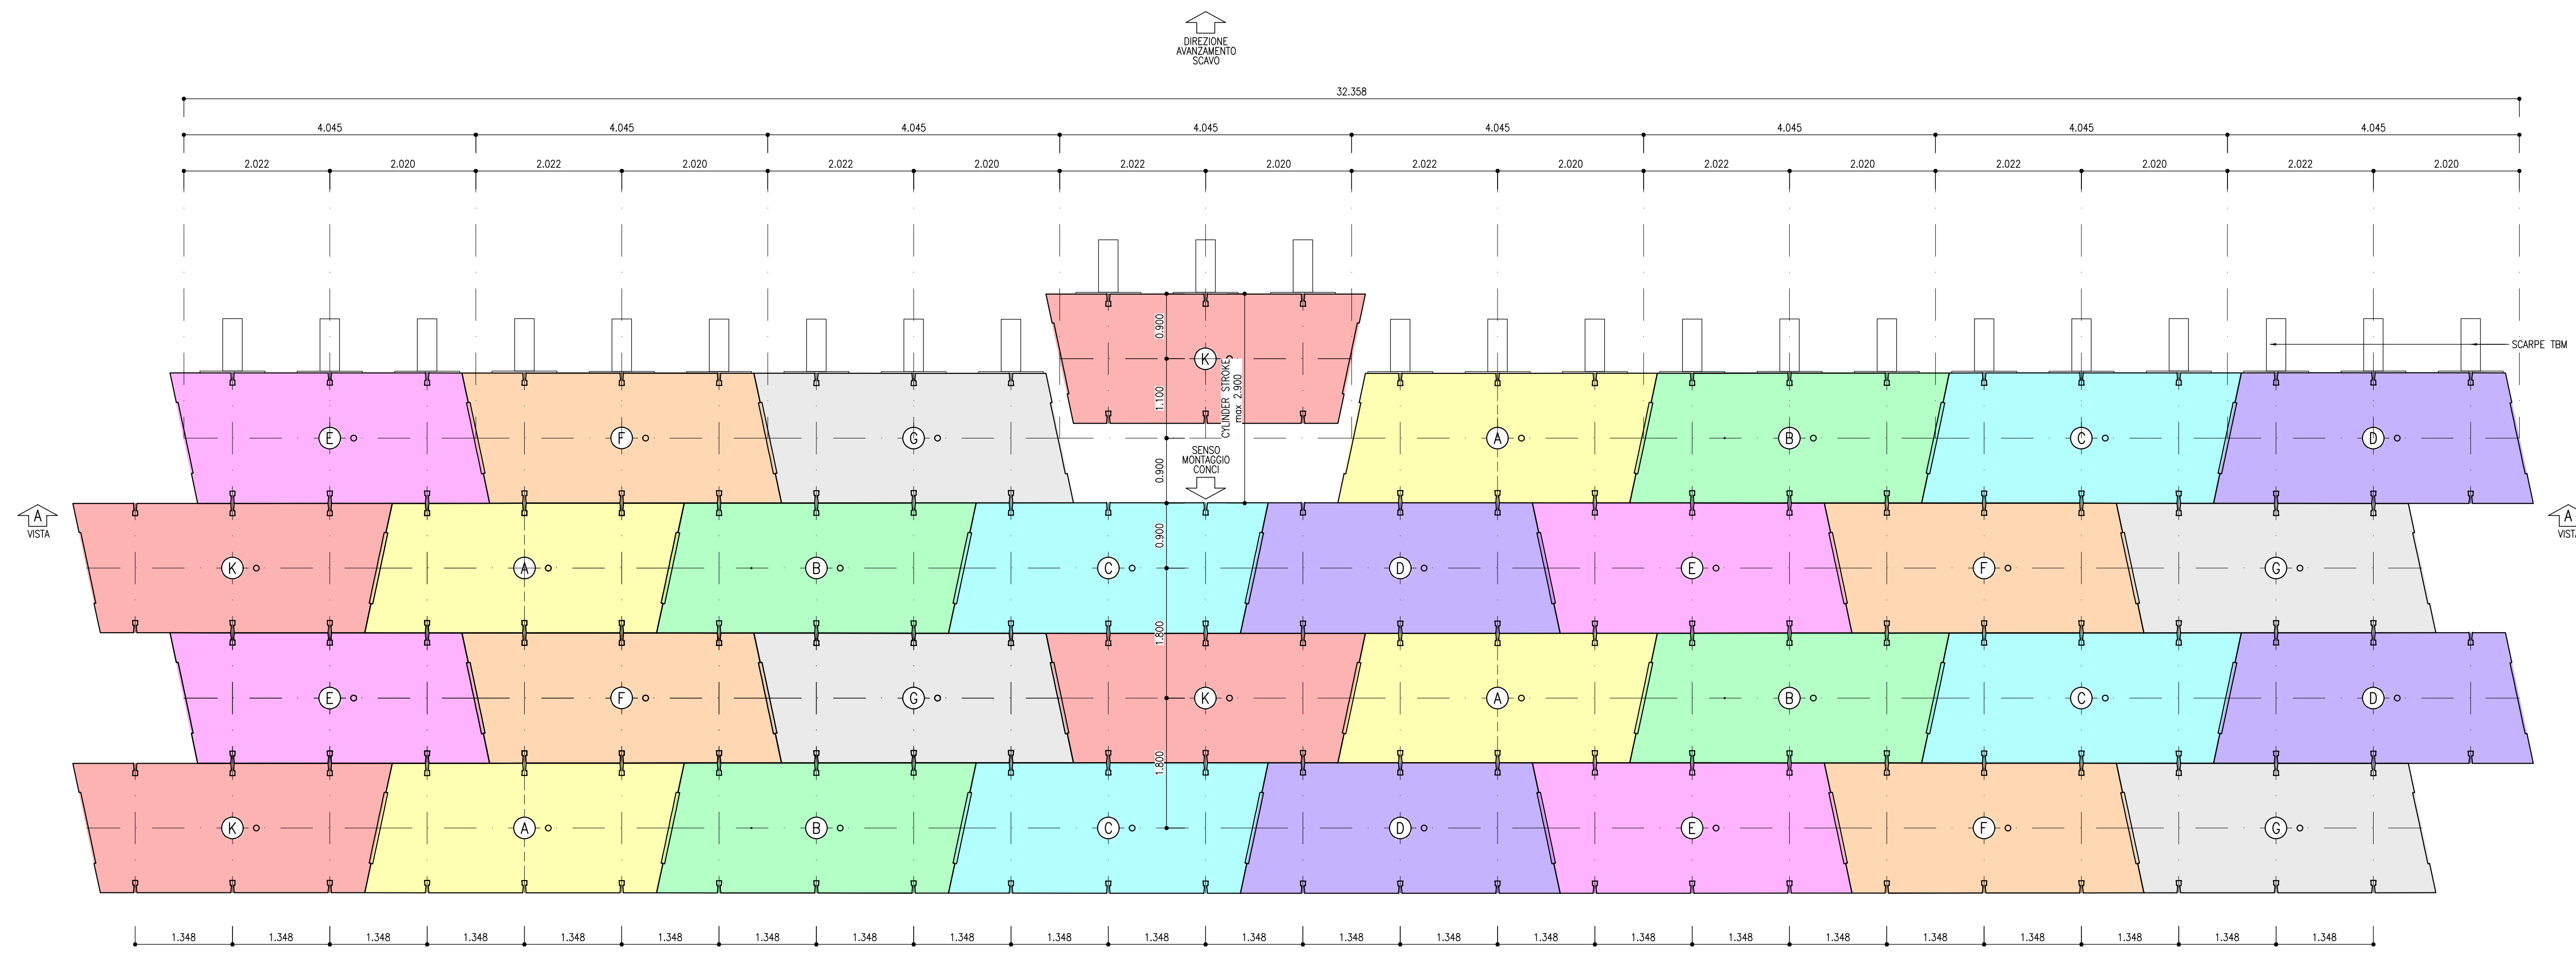 DIREZIONE
AVANZAMENTO
SCAVO
32.358
4.045 4.045 4.045 4.045 4.045 4.045 4.045 4.045
2.022 2.020 2.022 2.020 2.022 2.020 2.022 2.020 2.022 2.020 2.022 2.020 2.022 2.020 2.022 2.020
0.900
SCARPE TBM
K
1.100
CYLINDER STROKE
max 2.900
E F G A B C D
SENSO
MONTAGGIO
CONCI
0.900
A
VISTA
A
VISTA
0.900
K A B C D E F G
1.800
E F G K A B C D
1.800
K A B C D E F G
1.348 1.348 1.348 1.348 1.348 1.348 1.348 1.348 1.348 1.348 1.348 1.348 1.348 1.348 1.348 1.348 1.348 1.348 1.348 1.348 1.348 1.348 1.348